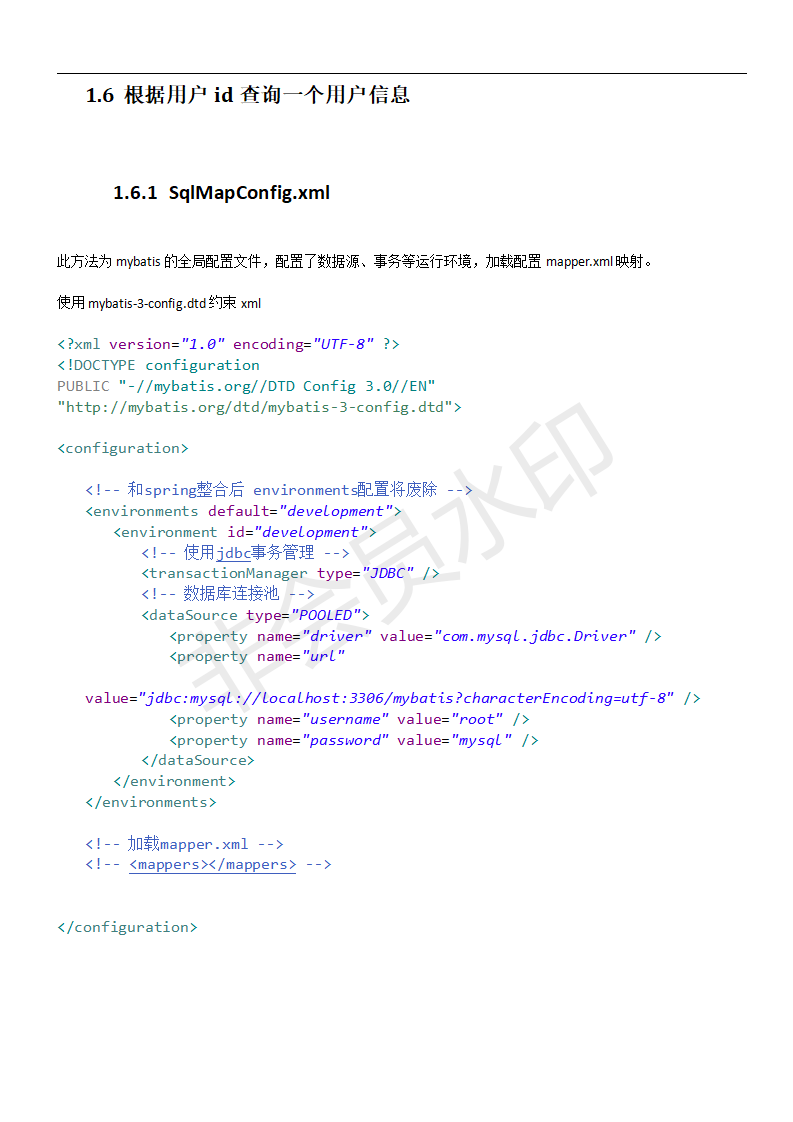 1.6 根据用户 id 查询一个用户信息
1.6.1 SqlMapConfig.xml
此方法为 mybatis 的全局配置文件，配置了数据源、事务等运行环境，加载配置 mapper.xml 映射。
使用 mybatis-3-config.dtd 约束 xml
<?xml version="1.0" encoding="UTF-8" ?>
<!DOCTYPE configuration
PUBLIC "-//mybatis.org//DTD Config 3.0//EN"
"http://mybatis.org/dtd/mybatis-3-config.dtd">
<configuration>
<!-- 和spring整合后 environments配置将废除 -->
<environments default="development">
<environment id="development">
<!-- 使用jdbc事务管理 -->
<transactionManager type="JDBC" />
<!-- 数据库连接池 -->
<dataSource type="POOLED">
<property name="driver" value="com.mysql.jdbc.Driver" />
<property name="url"
value="jdbc:mysql://localhost:3306/mybatis?characterEncoding=utf-8" />
<property name="username" value="root" />
<property name="password" value="mysql" />
</dataSource>
</environment>
</environments>
<!-- 加载mapper.xml -->
<!-- <mappers></mappers> -->
</configuration>
非会员水印